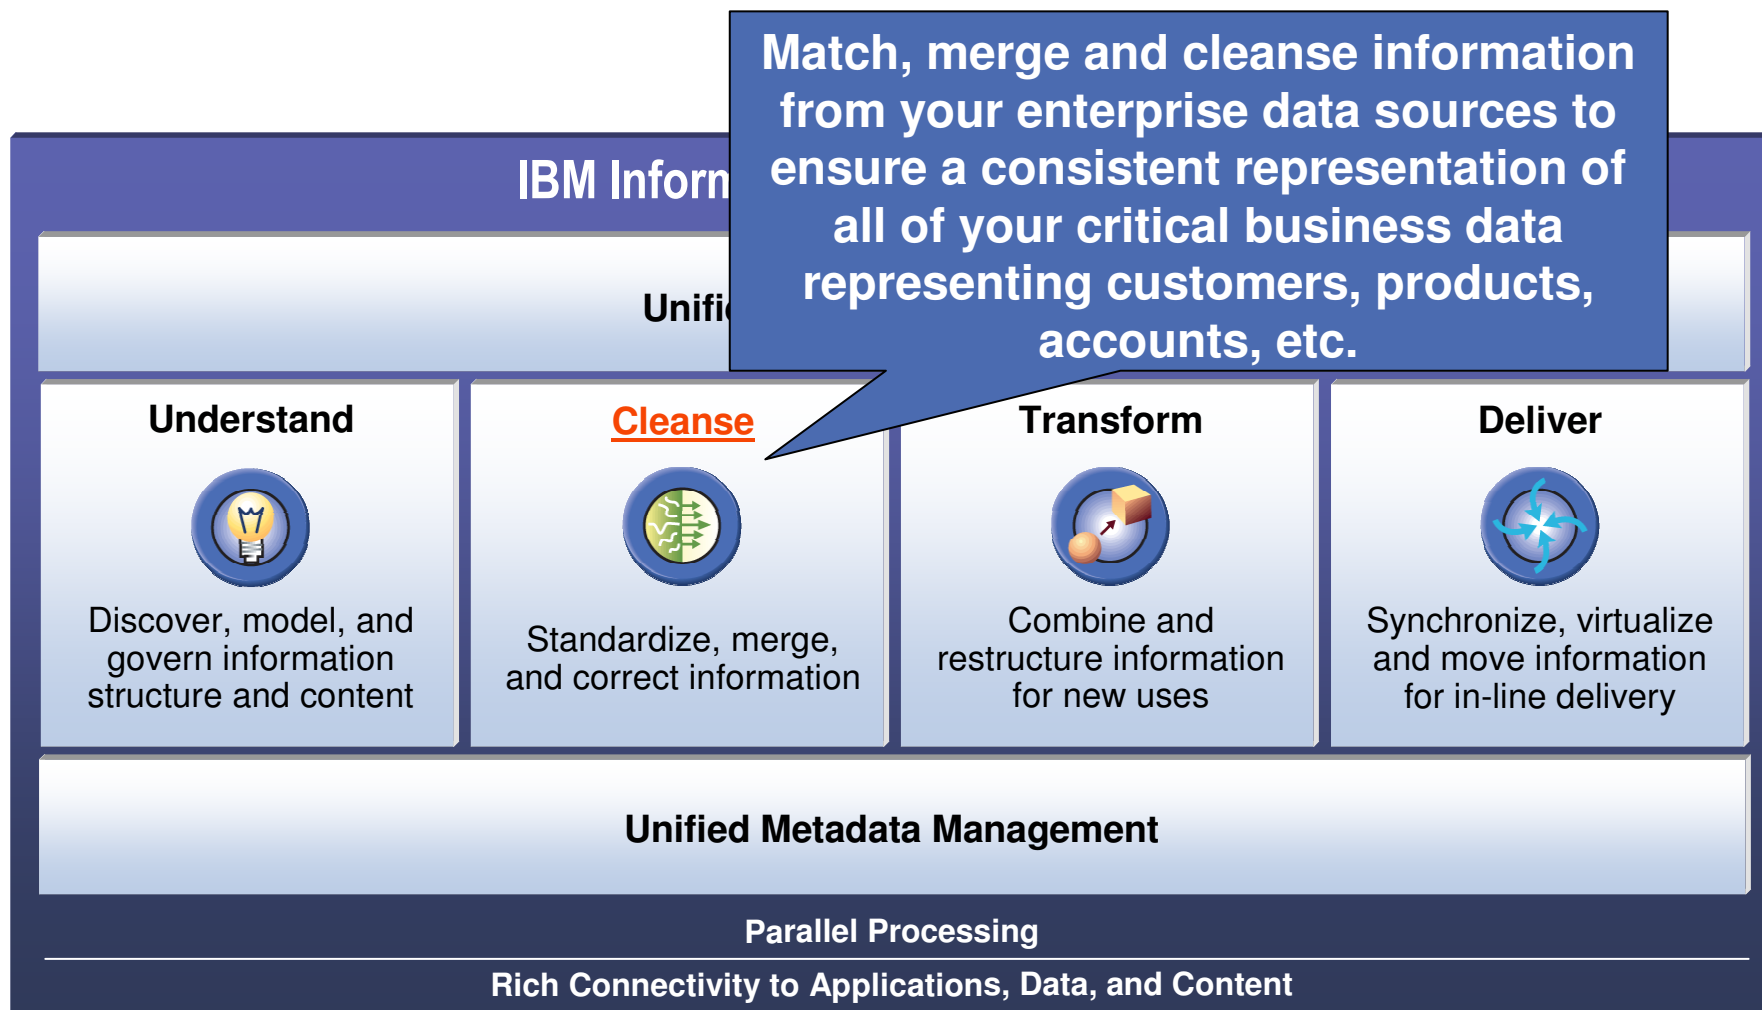 Match, merge and cleanse information
from your enterprise data sources to
ensure a consistent representation of
all of your critical business data
representing customers, products,
accounts, etc.
IBM
Understand
Discover, model, and
govern information
structure and content
Cleanse
Standardize, merge,
and correct information
Transform
Combine and
restructure information
for new uses
Deliver
Synchronize, virtualize
and move information
for in-line delivery
Unified Metadata Management
Parallel Processing
Rich Connectivity to Applications, Data, and Content